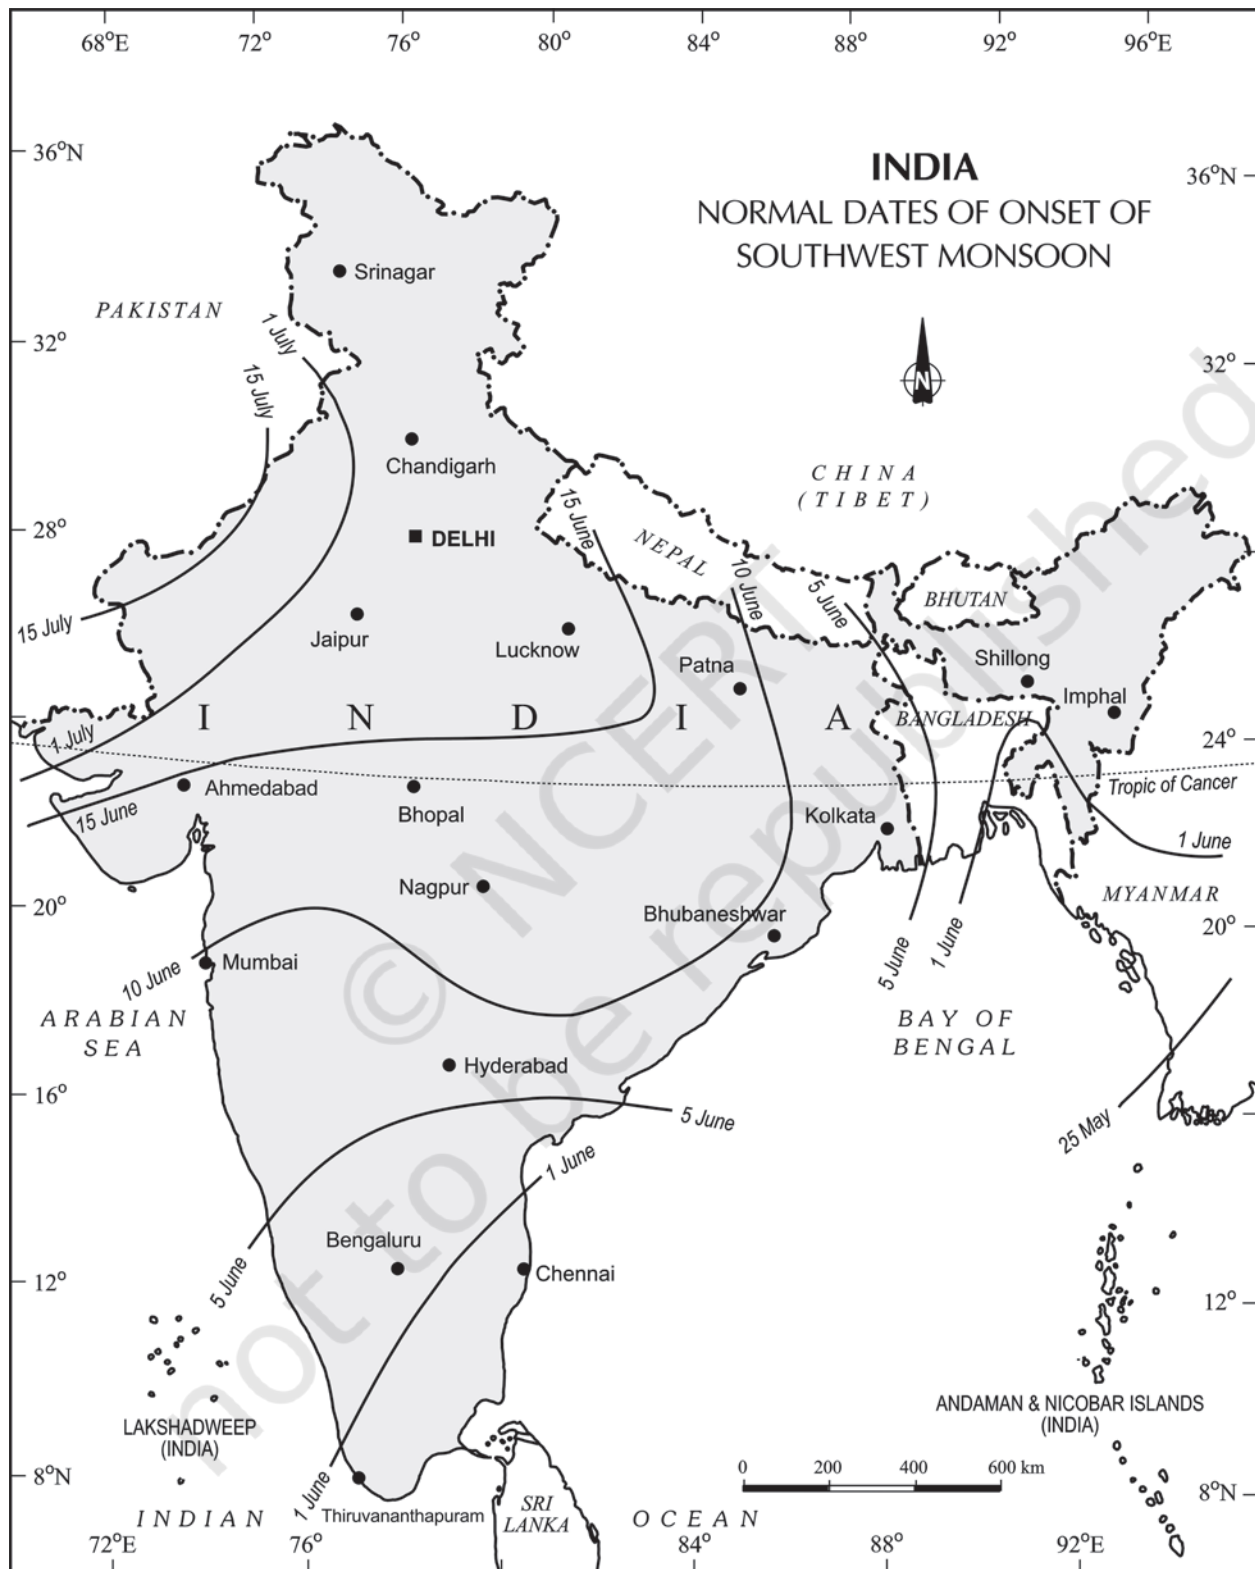 68°E 72° 76° 80° 84° 88° 92° 96°E
36°N
36°N
INDIA
NORMAL DATES OF ONSET OF
SOUTHWEST MONSOON
Srinagar
PAKISTAN
1 July
32°
32°
15 July
N
Chandigarh
CHINA
(TIBET)
15 June
28°
DELHI
NEPAL
10 June
5 June
BHUTAN
15 July
Jaipur
Lucknow
Patna
Shillong
Imphal
I N D I A
BANGLADESH
1 July
24°
Tropic of Cancer
Ahmedabad
Bhopal
Kolkata
15 June
1 June
Nagpur
MYANMAR
20°
Bhubaneshwar
20°
10 June
Mumbai
5 June
1 June
ARABIAN
SEA
BAY OF
BENGAL
Hyderabad
16°
5 June
25 May
1 June
Bengaluru
5 June
Chennai
12°
12°
LAKSHADWEEP
(INDIA)
ANDAMAN & NICOBAR ISLANDS
(INDIA)
8°N
0 200 400 600 km
1 June
8°N
Thiruvananthapuram
SRI
LANKA
INDIAN OCEAN
72°E 76° 84° 88° 92°E
© NCERT
not to be republished